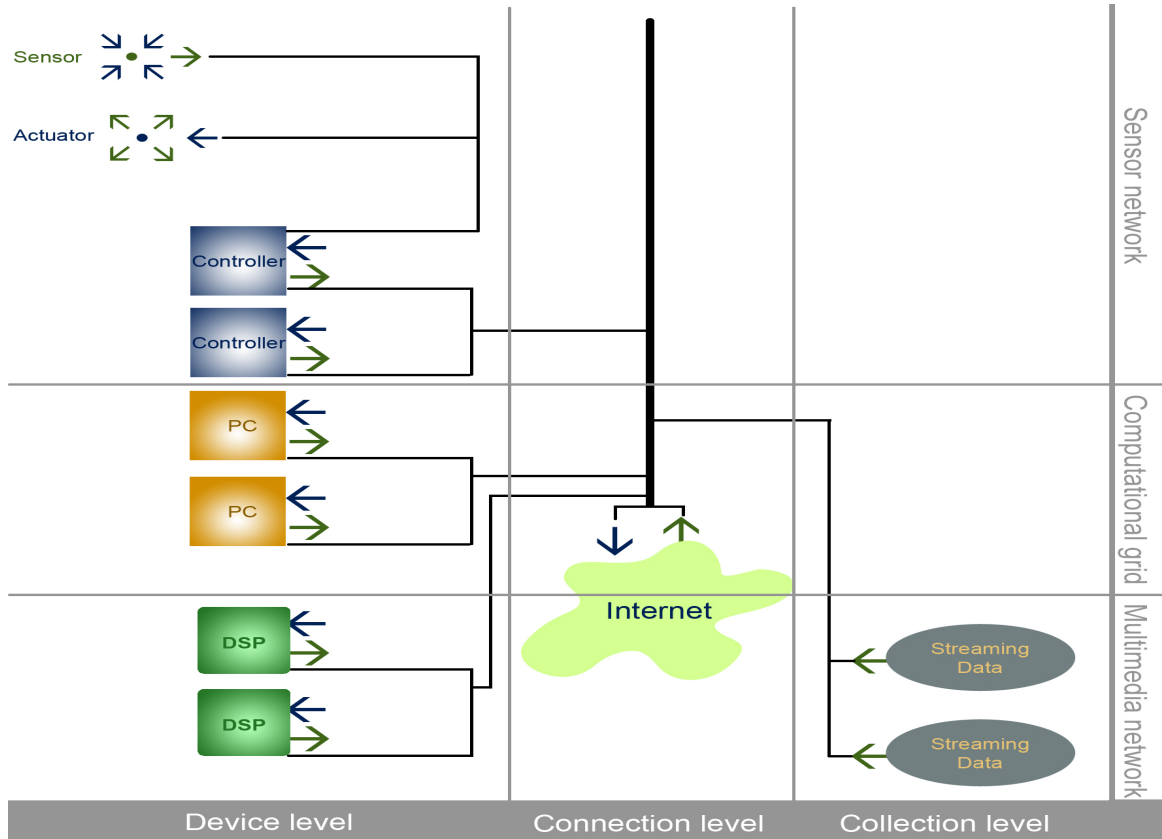 Sensor
Actuator
Controller
Controller
PC
PC
DSP
DSP
Internet
Streaming
Data
Streaming
Data
Sensor network
Computational grid
Multimedia network
Device level
Connection level
Collection level